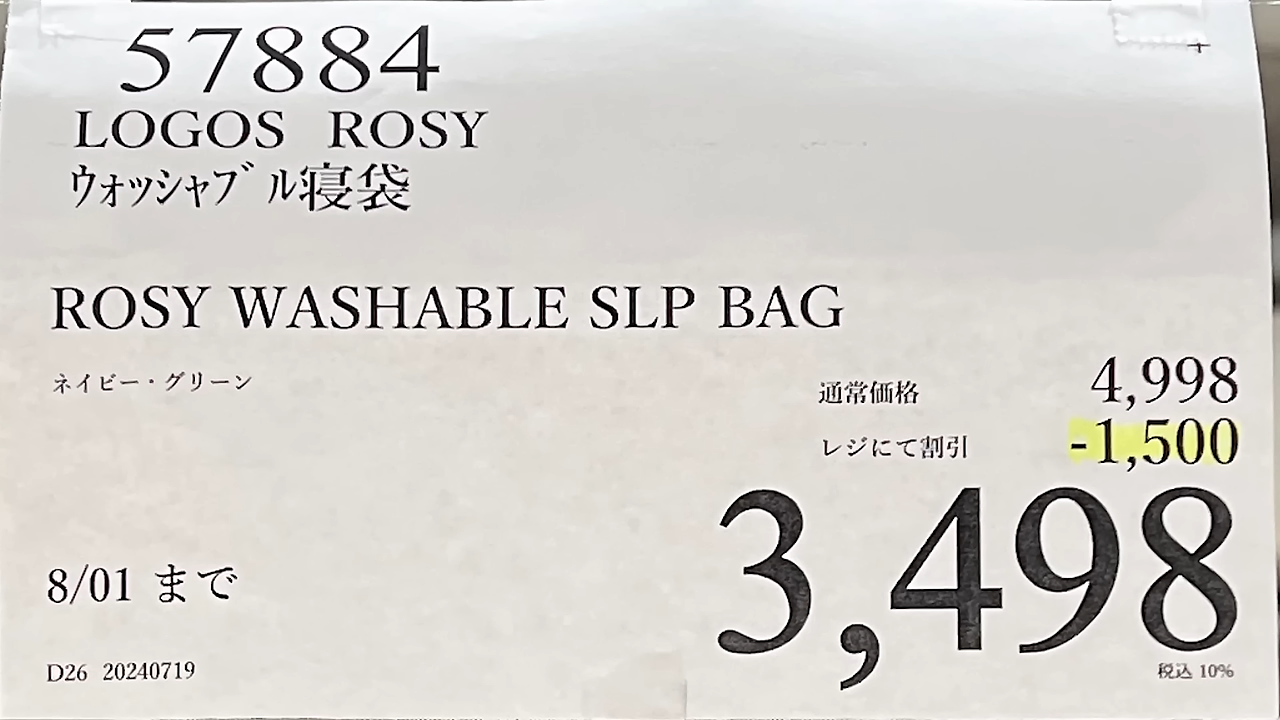 57884
LOGOS ROSY
ウォッシャブル寝袋
ROSY WASHABLE SLP BAG
ネイビー・グリーン
通常価格 4,998
レジにて割引 -1,500
3,498
8/01 まで
D26 20240719
税込 10%